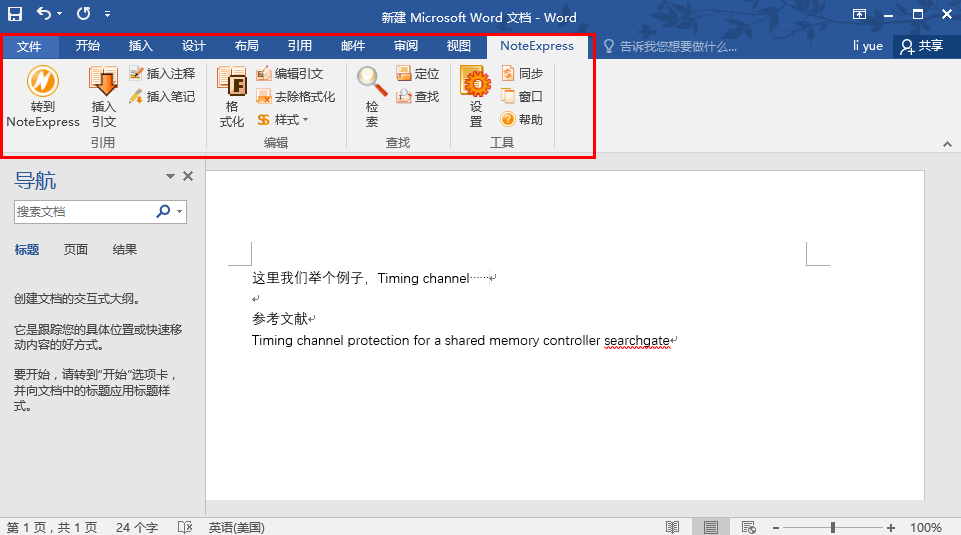 新建 Microsoft Word 文档 - Word
文件 开始 插入 设计 布局 引用 邮件 审阅 视图 NoteExpress 告诉我您想要做什么... li yue 共享
转到 NoteExpress
插入引文
插入注释
插入笔记
引用
格式化
编辑引文
去除格式化
样式
编辑
检索
定位
查找
查找
设置
同步
窗口
帮助
工具
导航
搜索文档
标题 页面 结果
创建文档的交互式大纲。
它是跟踪您的具体位置或快速移
动内容的好方式。
要开始，请转到“开始”选项卡，
并向文档中的标题应用标题样
式。
这里我们举个例子，Timing channel······
参考文献
Timing channel protection for a shared memory controller searchgate
第 1 页，共 1 页 24 个字 英语(美国) 100%